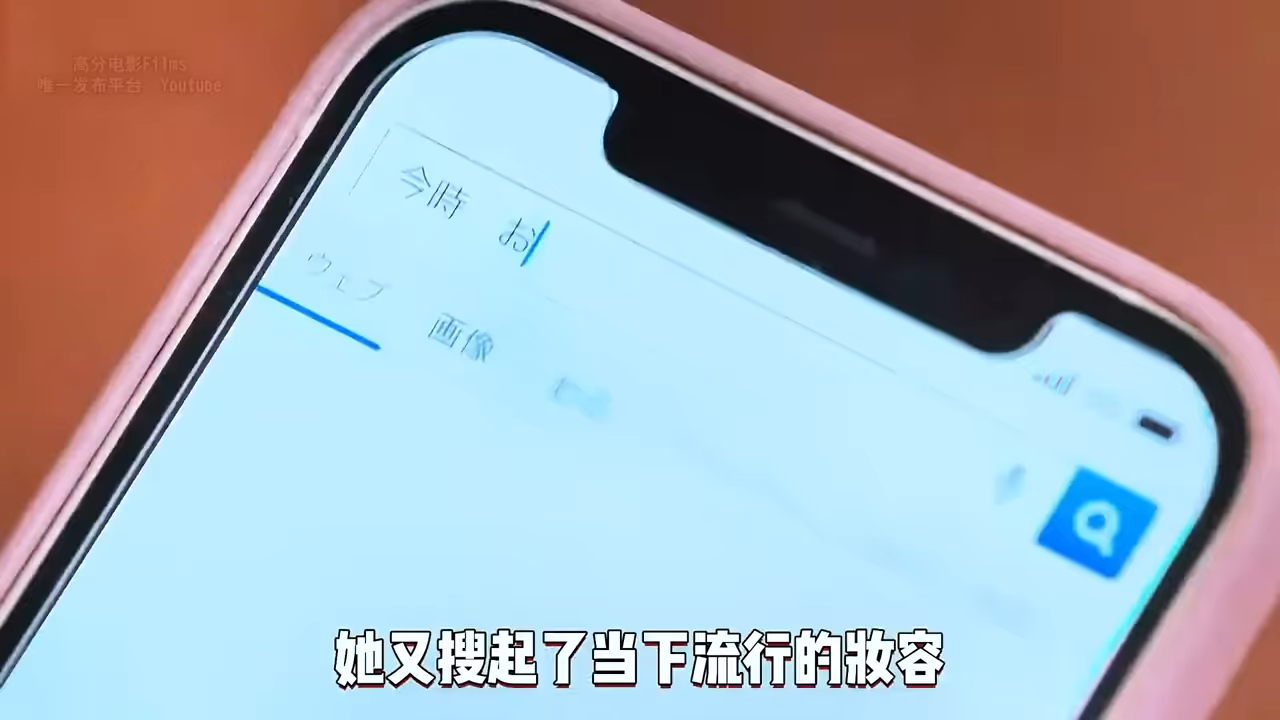 高分电影Films
唯一发布平台 Youtube
今時 お
ウェブ 画像
她又搜起了当下流行的妝容